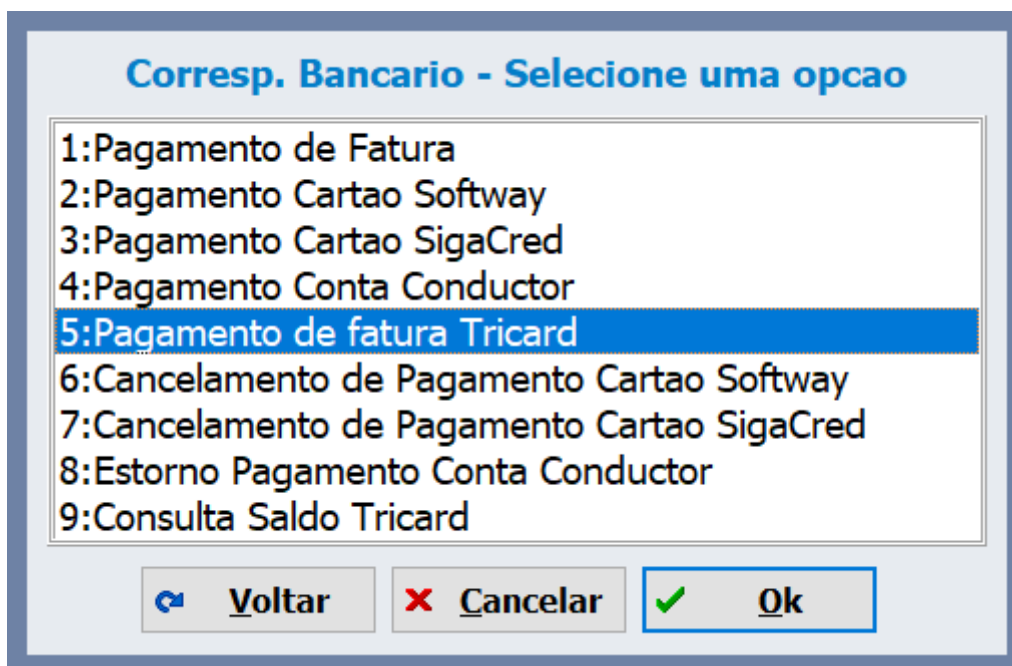 Corresp. Bancario - Selecione uma opcao
1:Pagamento de Fatura
2:Pagamento Cartao Softway
3:Pagamento Cartao SigaCred
4:Pagamento Conta Conductor
5:Pagamento de fatura Tricard
6:Cancelamento de Pagamento Cartao Softway
7:Cancelamento de Pagamento Cartao SigaCred
8:Estorno Pagamento Conta Conductor
9:Consulta Saldo Tricard
Voltar Cancelar Ok